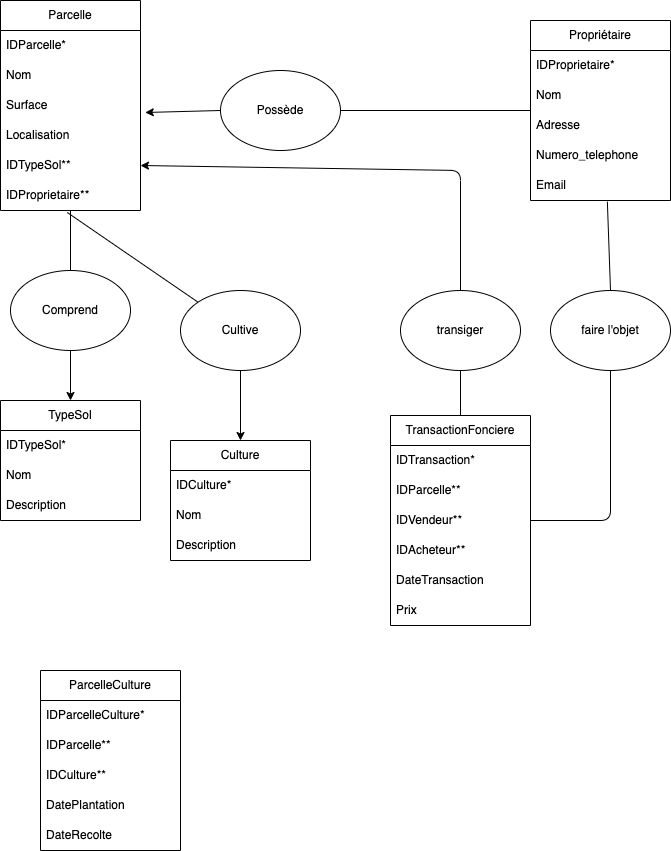 Parcelle
IDParcelle*
Nom
Surface
Localisation
IDTypeSol**
IDProprietaire**
Possède
Propriétaire
IDProprietaire*
Nom
Adresse
Numero_telephone
Email
Comprend
Cultive
transiger
faire l'objet
TypeSol
IDTypeSol*
Nom
Description
Culture
IDCulture*
Nom
Description
TransactionFonciere
IDTransaction*
IDParcelle**
IDVendeur**
IDAcheteur**
DateTransaction
Prix
ParcelleCulture
IDParcelleCulture*
IDParcelle**
IDCulture**
DatePlantation
DateRecolte